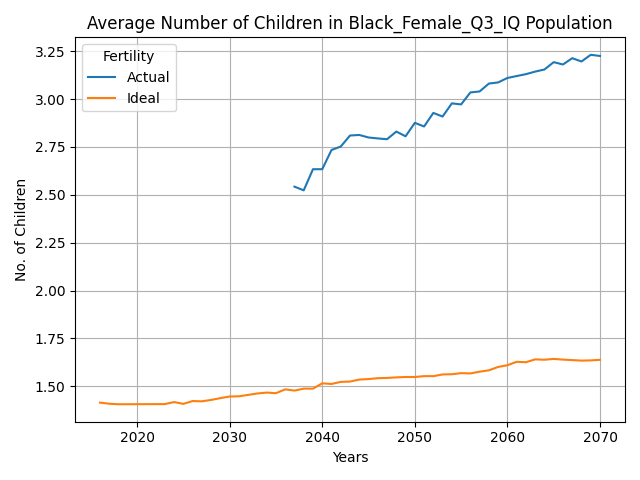 Average Number of Children in Black_Female_Q3_IQ Population
Fertility
Actual
Ideal
3.25
3.00
2.75
2.50
2.25
2.00
1.75
1.50
No. of Children
2020
2030
2040
2050
2060
2070
Years